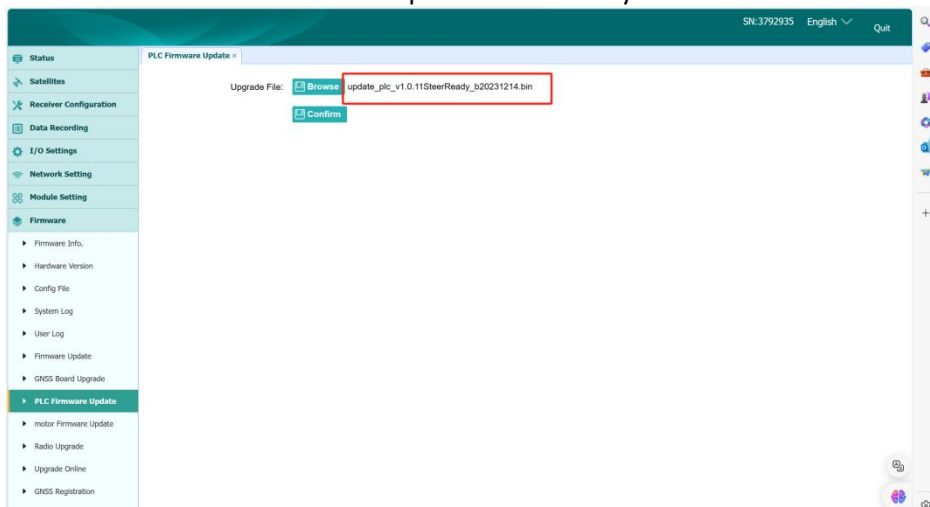 SN:3792935 English Quit
Status
PLC Firmware Update ×
Satellites
Upgrade File: Browse update_plc_v1.0.11SteerReady_b20231214.bin
Receiver Configuration
Confirm
Data Recording
I/O Settings
Network Setting
Module Setting
Firmware
Firmware Info.
Hardware Version
Config File
System Log
User Log
Firmware Update
GNSS Board Upgrade
PLC Firmware Update
motor Firmware Update
Radio Upgrade
Upgrade Online
GNSS Registration